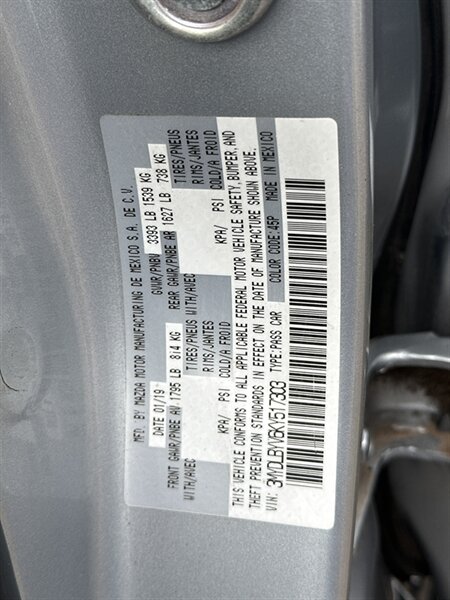 MFD. BY MAZDA MOTOR MANUFACTURING DE MEXICO S.A. DE C.V.
DATE 01/19 GVWR/PNBV 3393 LB 1539 KG
FRONT GAWR/PNBE AV 1795 LB 814 KG REAR GAWR/PNBE AR 1627 LB 738 KG
WITH/AVEC TIRES/PNEUS WITH/AVEC TIRES/PNEUS
RIMS/JANTES RIMS/JANTES
KPA/ PSI COLD/A FROID KPA/ PSI COLD/A FROID
THIS VEHICLE CONFORMS TO ALL APPLICABLE FEDERAL MOTOR VEHICLE SAFETY, BUMPER, AND
THEFT PREVENTION STANDARDS IN EFFECT ON THE DATE OF MANUFACTURE SHOWN ABOVE.
VIN: 3MYDLBYV6KY517303 TYPE:PASS CAR COLOR CODE:45P MADE IN MEXICO